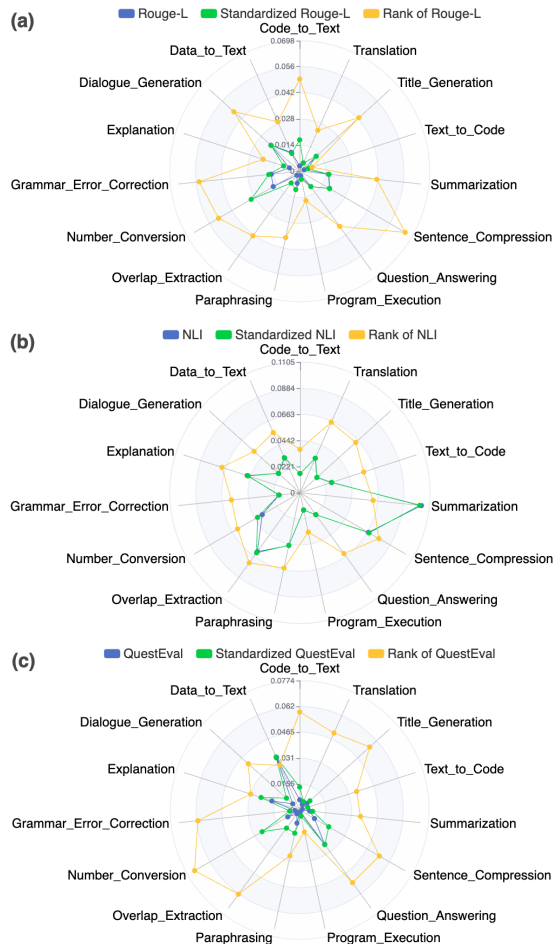 (a)
Rouge-L Standardized Rouge-L Rank of Rouge-L
Code_to_Text
0.0698
Data_to_Text Translation
0.056
Dialogue_Generation Title_Generation
0.042
0.028
Explanation Text_to_Code
0.014
Grammar_Error_Correction Summarization
Number_Conversion Sentence_Compression
Overlap_Extraction Question_Answering
Paraphrasing Program_Execution
(b)
NLI Standardized NLI Rank of NLI
Code_to_Text
0.1105
Data_to_Text Translation
0.0884
Dialogue_Generation Title_Generation
0.0663
0.0442
Explanation Text_to_Code
0.0221
0
Grammar_Error_Correction Summarization
Number_Conversion Sentence_Compression
Overlap_Extraction Question_Answering
Paraphrasing Program_Execution
(c)
QuestEval Standardized QuestEval Rank of QuestEval
Code_to_Text
0.0774
Data_to_Text Translation
0.062
Dialogue_Generation Title_Generation
0.0465
0.031
Explanation Text_to_Code
Grammar_Error_Correction Summarization
Number_Conversion Sentence_Compression
Overlap_Extraction Question_Answering
Paraphrasing Program_Execution